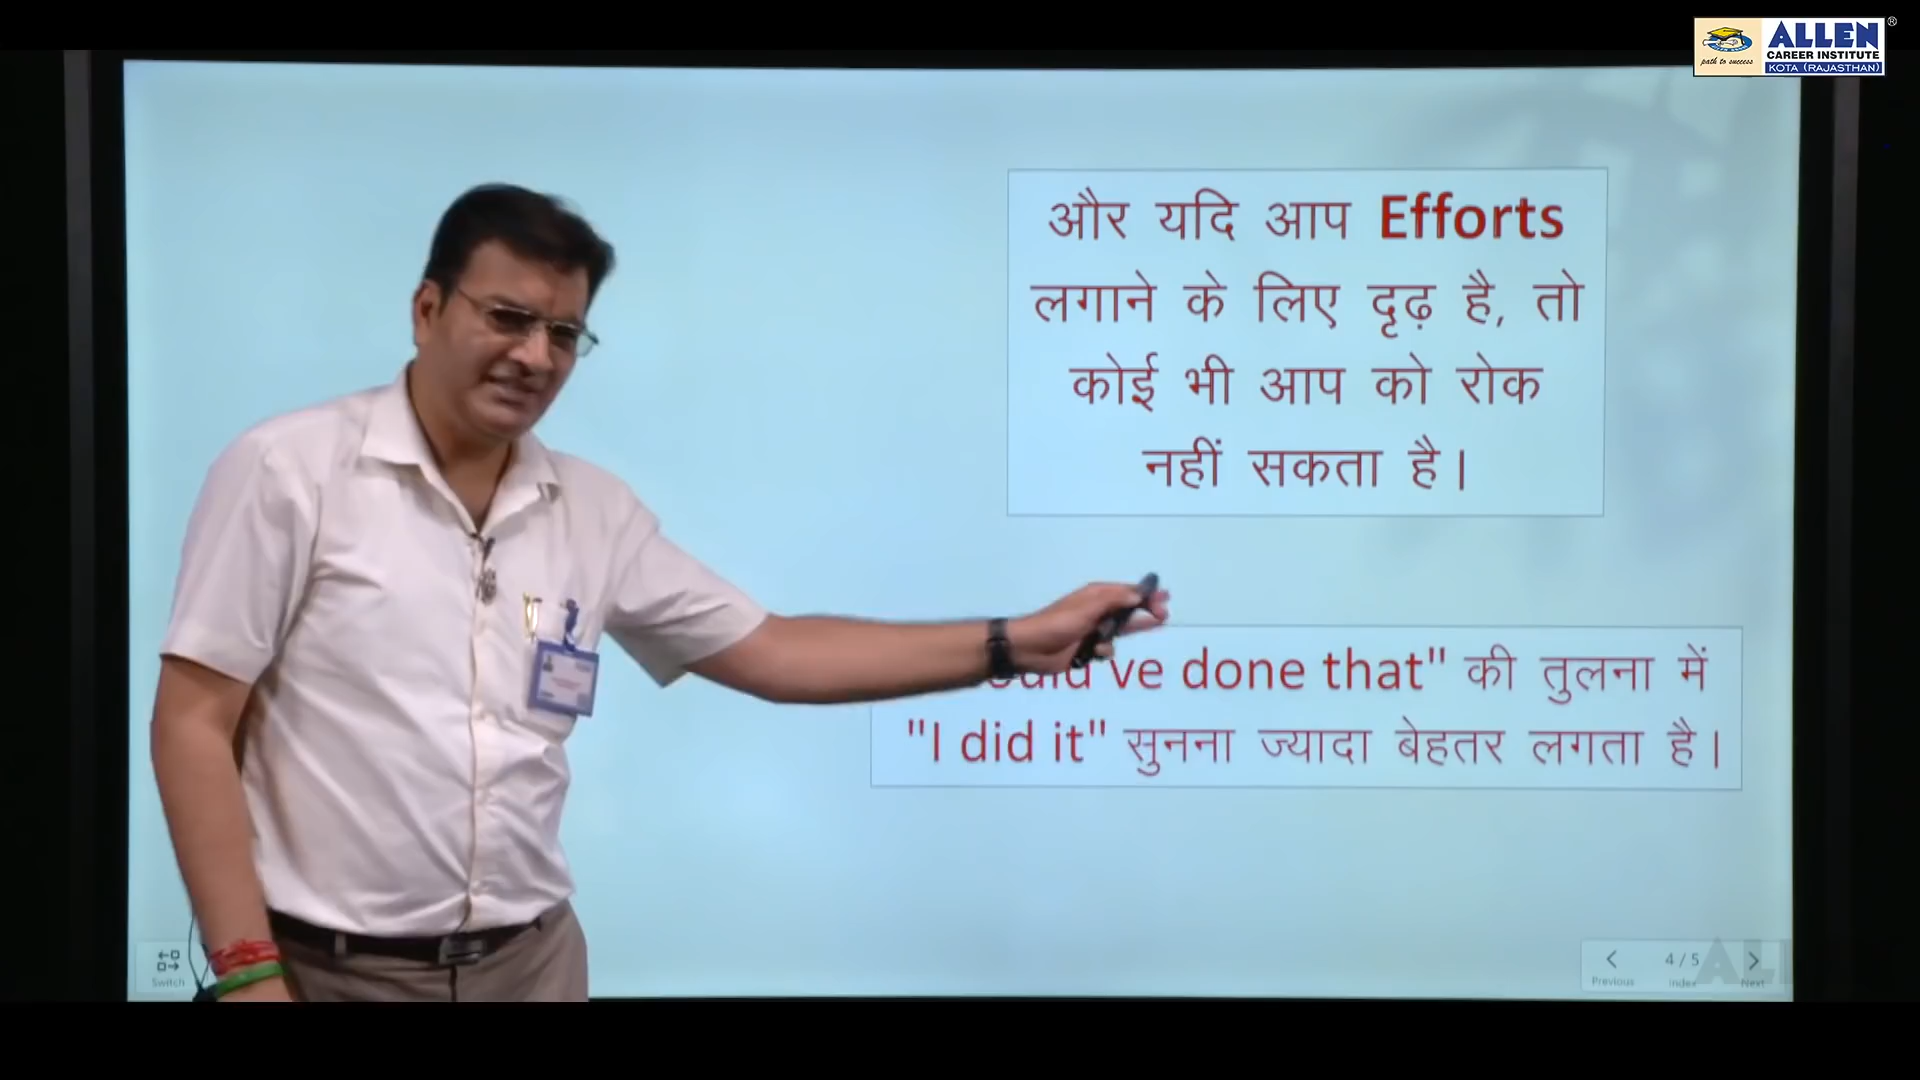 ALLEN
CAREER INSTITUTE
KOTA (RAJASTHAN)
path to success
®
और यदि आप Efforts
लगाने के लिए दृढ़ है, तो
कोई भी आप को रोक
नहीं सकता है।
've done that" की तुलना में
"I did it" सुनना ज्यादा बेहतर लगता है।
Switch
Previous
4 / 5
Index
Next